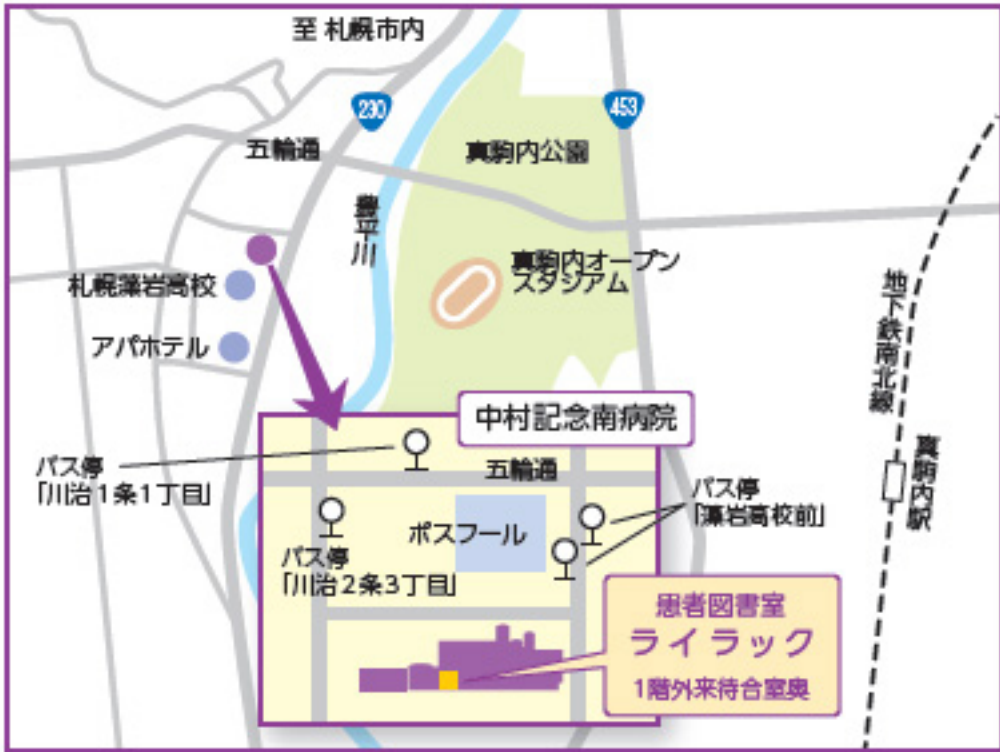 至 札幌市内
230
453
五輪通
真駒内公園
豊平川
真駒内オープン
スタジアム
札幌藻岩高校
アパホテル
地下鉄南北線
真駒内駅
中村記念南病院
バス停
「川治1条1丁目」
五輪通
バス停
「藻岩高校前」
ポスフール
バス停
「川治2条3丁目」
患者図書室
ライラック
1階外来待合室奥